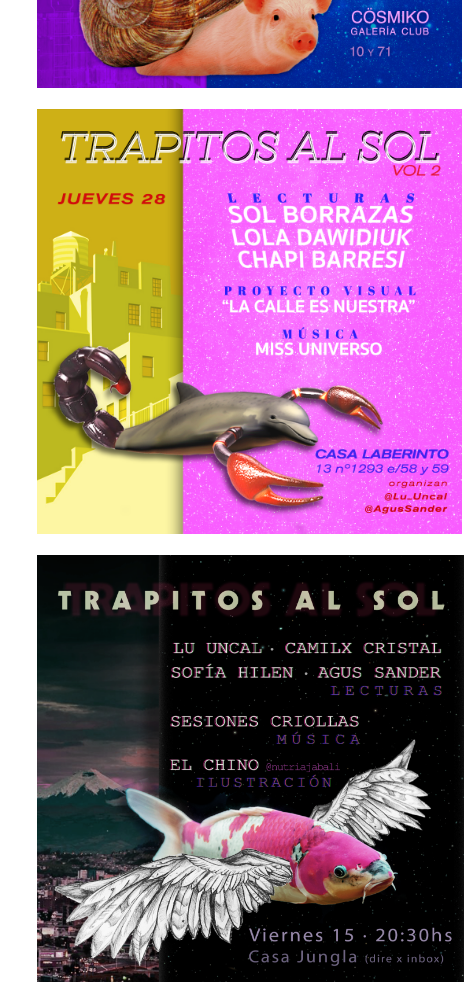 CÖSMIKO
GALERÍA CLUB
10 Y 71
TRAPITOS AL SOL
VOL 2
JUEVES 28
LECTURAS
SOL BORRAZAS
LOLA DAWIDIUK
CHAPI BARRESI
PROYECTO VISUAL
“LA CALLE ES NUESTRA”
MÚSICA
MISS UNIVERSO
CASA LABERINTO
13 nº1293 e/58 y 59
organizan
@Lu_Uncal
@AgusSander
TRAPITOS AL SOL
LU UNCAL · CAMILX CRISTAL
SOFÍA HILEN · AGUS SANDER
LECTURAS
SESIONES CRIOLLAS
MÚSICA
EL CHINO @nutriajabali
ILUSTRACIÓN
Viernes 15 · 20:30hs
Casa Jungla (dire x inbox)